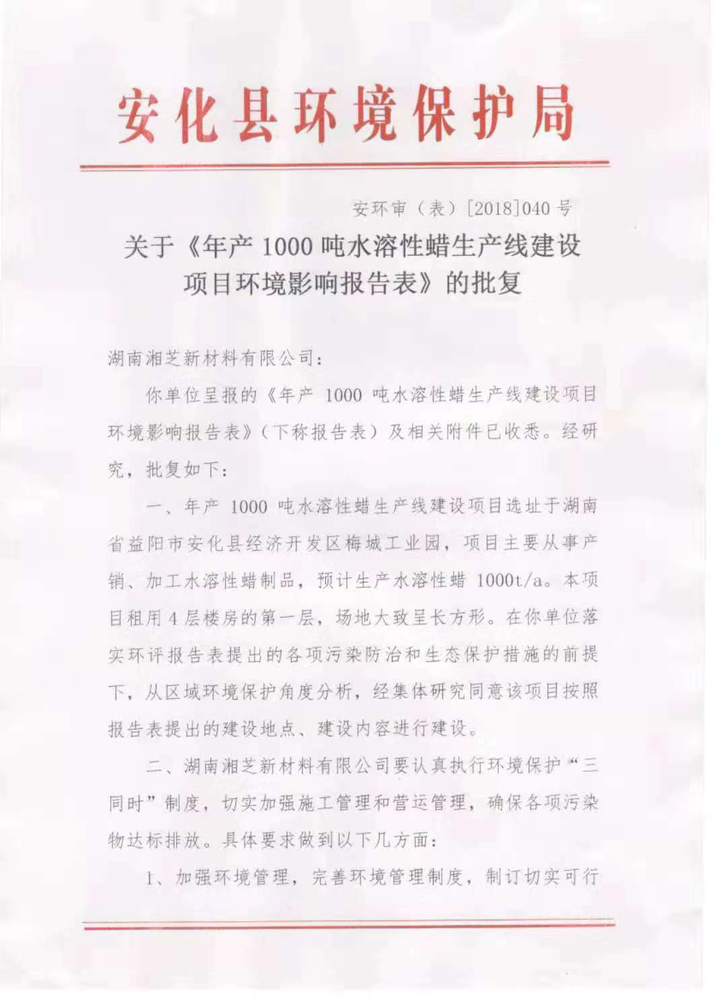 安化县环境保护局
安环审（表）[2018]040号
关于《年产1000吨水溶性蜡生产线建设
项目环境影响报告表》的批复
湖南湘芝新材料有限公司：
你单位呈报的《年产 1000 吨水溶性蜡生产线建设项目
环境影响报告表》（下称报告表）及相关附件已收悉。经研
究，批复如下：
一、年产 1000 吨水溶性蜡生产线建设项目选址于湖南
省益阳市安化县经济开发区梅城工业园，项目主要从事产
销、加工水溶性蜡制品，预计生产水溶性蜡 1000t/a。本项
目租用4层楼房的第一层，场地大致呈长方形。在你单位落
实环评报告表提出的各项污染防治和生态保护措施的前提
下，从区域环境保护角度分析，经集体研究同意该项目按照
报告表提出的建设地点、建设内容进行建设。
二、湖南湘芝新材料有限公司要认真执行环境保护“三
同时”制度，切实加强施工管理和营运管理，确保各项污染
物达标排放。具体要求做到以下几方面：
1、加强环境管理，完善环境管理制度，制订切实可行